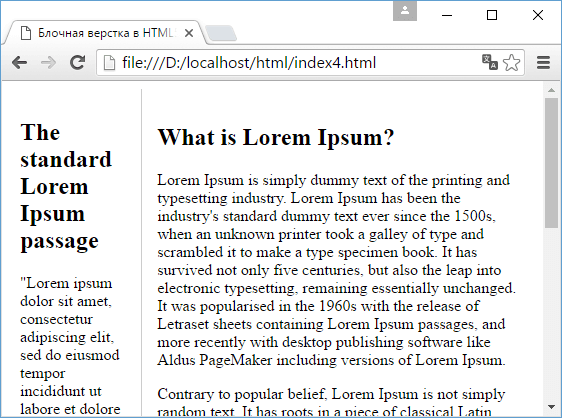 Блочная верстка в HTML
file:///D:/localhost/html/index4.html
The
standard
Lorem
Ipsum
passage
"Lorem ipsum
dolor sit amet,
consectetur
adipiscing elit,
sed do eiusmod
tempor
incididunt ut
labore et dolore
What is Lorem Ipsum?
Lorem Ipsum is simply dummy text of the printing and
typesetting industry. Lorem Ipsum has been the
industry's standard dummy text ever since the 1500s,
when an unknown printer took a galley of type and
scrambled it to make a type specimen book. It has
survived not only five centuries, but also the leap into
electronic typesetting, remaining essentially unchanged.
It was popularised in the 1960s with the release of
Letraset sheets containing Lorem Ipsum passages, and
more recently with desktop publishing software like
Aldus PageMaker including versions of Lorem Ipsum.
Contrary to popular belief, Lorem Ipsum is not simply
random text. It has roots in a piece of classical Latin